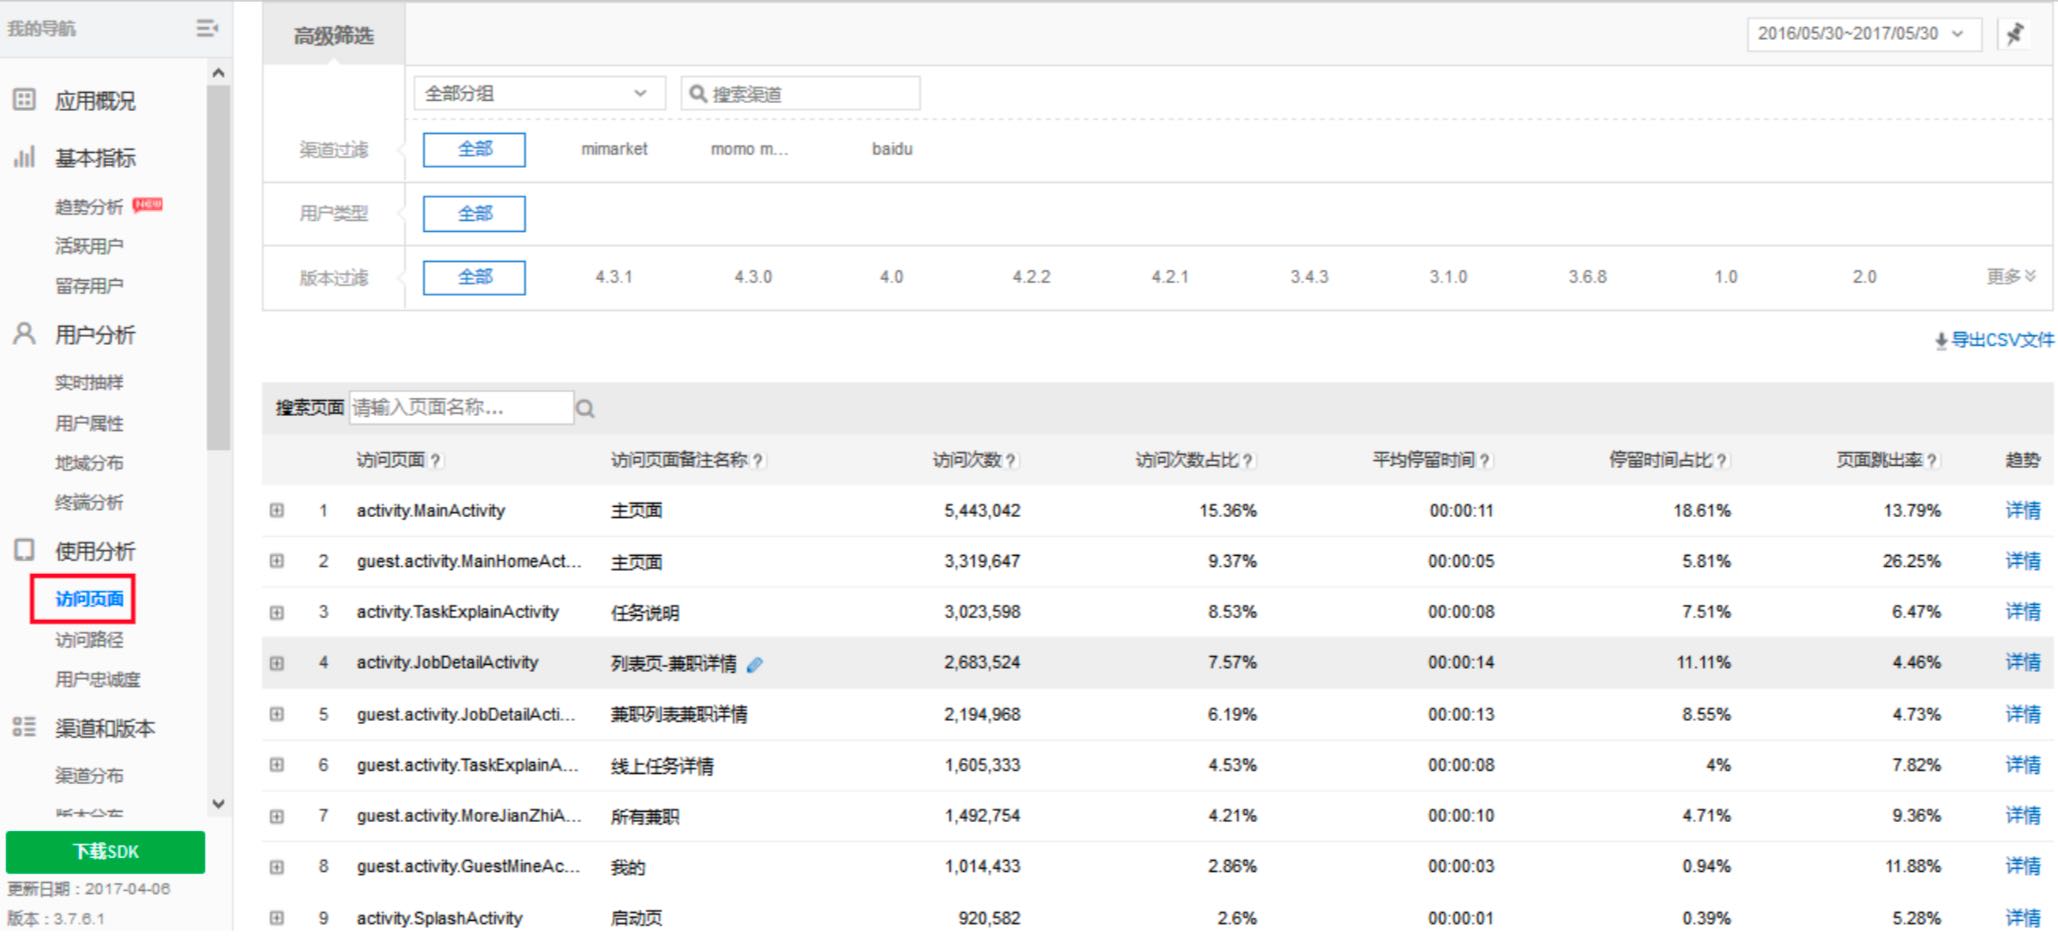 我的导航
应用概况
基本指标
趋势分析 NEW
活跃用户
留存用户
用户分析
实时抽样
用户属性
地域分布
终端分析
使用分析
访问页面
访问路径
用户忠诚度
渠道和版本
渠道分布
版本分布
下载SDK
更新日期：2017-04-06
版本：3.7.6.1
高级筛选
2016/05/30~2017/05/30
全部分组 搜索渠道
渠道过滤 全部 mimarket momo m... baidu
用户类型 全部
版本过滤 全部 4.3.1 4.3.0 4.0 4.2.2 4.2.1 3.4.3 3.1.0 3.6.8 1.0 2.0 更多
导出CSV文件
搜索页面 请输入页面名称...
访问页面? 访问页面备注名称? 访问次数? 访问次数占比? 平均停留时间? 停留时间占比? 页面跳出率? 趋势
1 activity.MainActivity 主页面 5,443,042 15.36% 00:00:11 18.61% 13.79% 详情
2 guest.activity.MainHomeAct... 主页面 3,319,647 9.37% 00:00:05 5.81% 26.25% 详情
3 activity.TaskExplainActivity 任务说明 3,023,598 8.53% 00:00:08 7.51% 6.47% 详情
4 activity.JobDetailActivity 列表页-兼职详情 2,683,524 7.57% 00:00:14 11.11% 4.46% 详情
5 guest.activity.JobDetailActi... 兼职列表兼职详情 2,194,968 6.19% 00:00:13 8.55% 4.73% 详情
6 guest.activity.TaskExplainA... 线上任务详情 1,605,333 4.53% 00:00:08 4% 7.82% 详情
7 guest.activity.MoreJianZhiA... 所有兼职 1,492,754 4.21% 00:00:10 4.71% 9.36% 详情
8 guest.activity.GuestMineAc... 我的 1,014,433 2.86% 00:00:03 0.94% 11.88% 详情
9 activity.SplashActivity 启动页 920,582 2.6% 00:00:01 0.39% 5.28% 详情